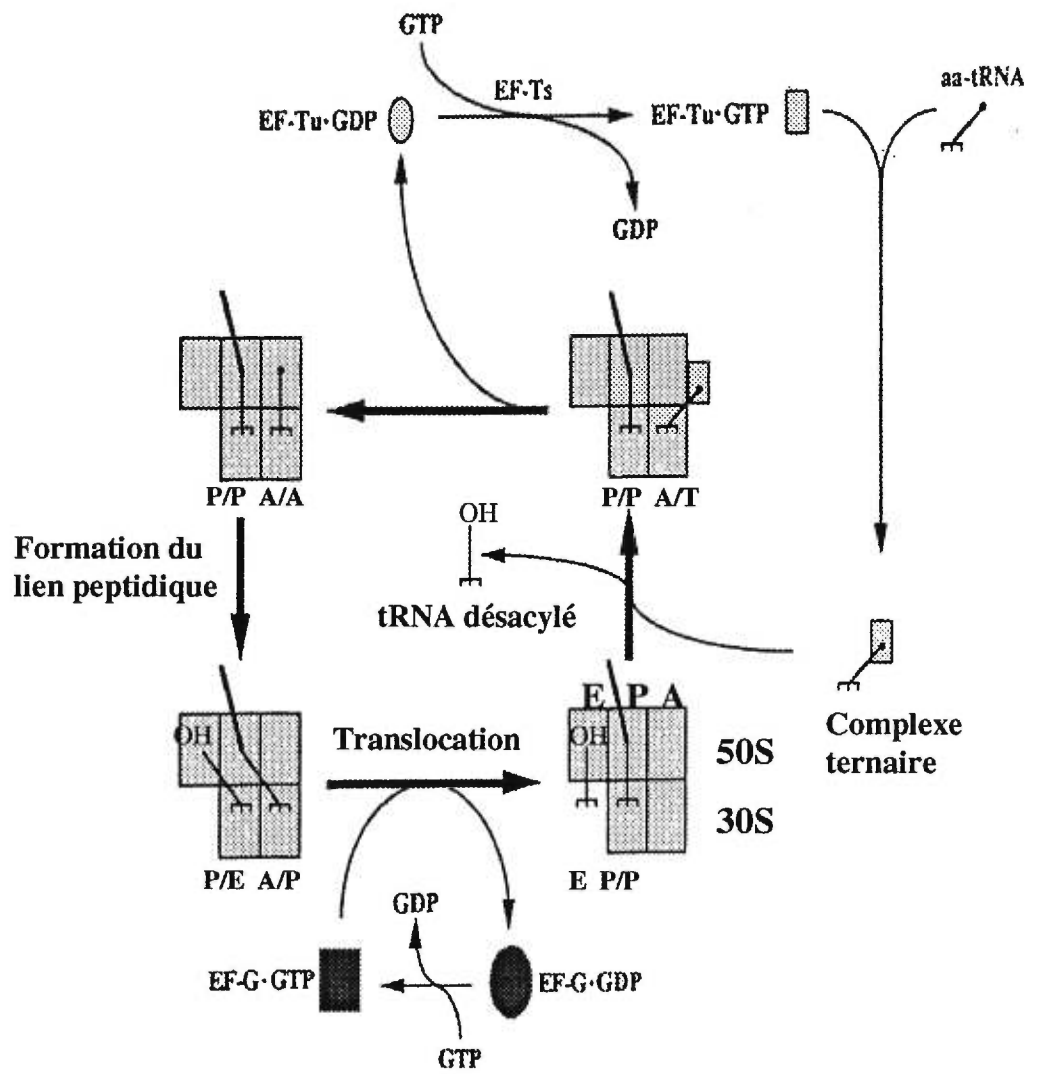 GTP
EF-Ts
aa-tRNA
EF-Tu·GDP
EF-Tu·GTP
GDP
P/P A/A
P/P A/T
OH
Formation du
lien peptidique
tRNA désacylé
E P A
OH
Translocation
OH
50S
Complexe
ternaire
30S
P/E A/P
E P/P
GDP
EF-G·GTP
EF-G·GDP
GTP